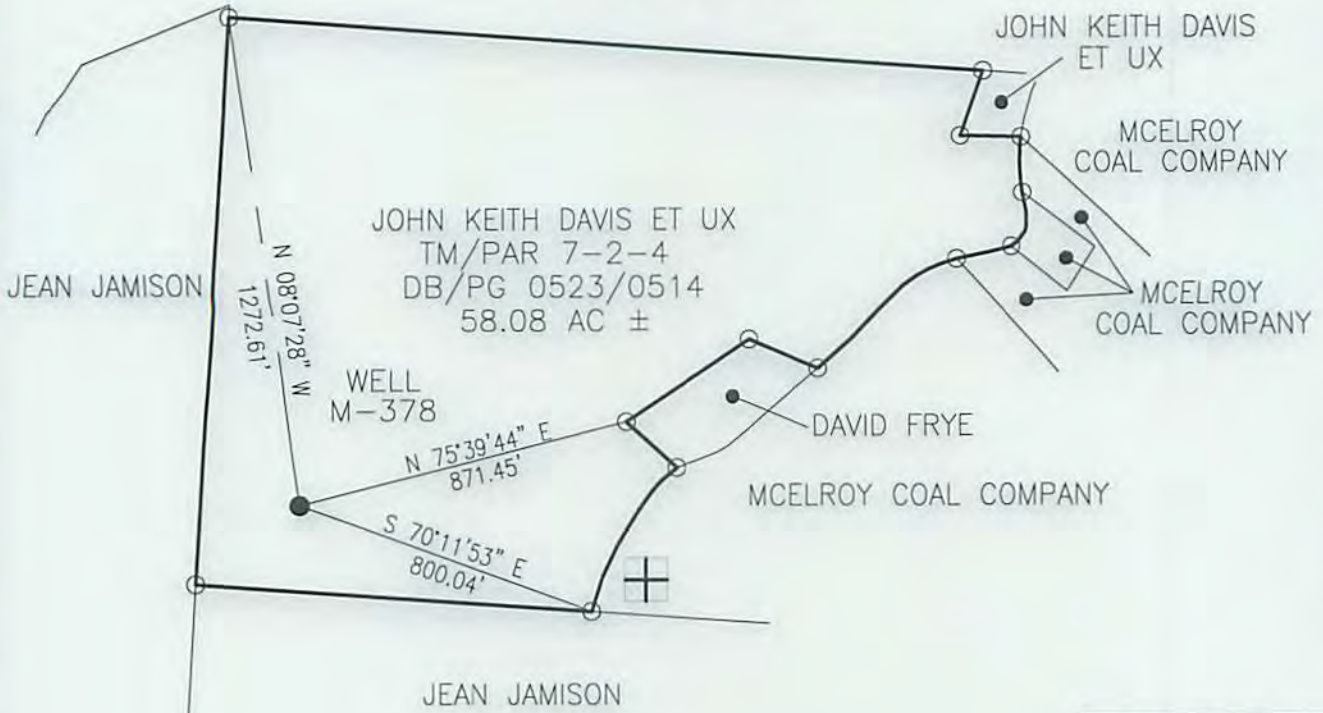 JOHN KEITH DAVIS
ET UX
MCELROY
COAL COMPANY
JOHN KEITH DAVIS ET UX
TM/PAR 7-2-4
DB/PG 0523/0514
58.08 AC ±
JEAN JAMISON
N 08°07'28" W
1272.61'
MCELROY
COAL COMPANY
WELL
M-378
N 75°39'44" E
871.45'
DAVID FRYE
MCELROY COAL COMPANY
S 70°11'53" E
800.04'
JEAN JAMISON